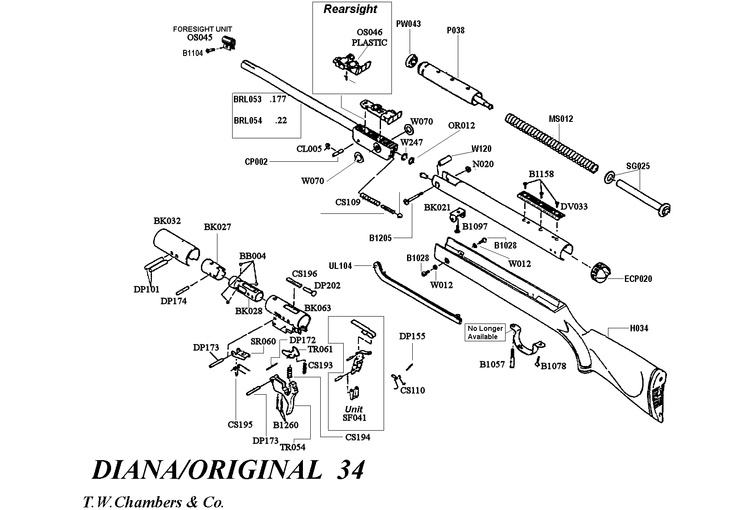 Rearsight
PW043
P038
FORESIGHT UNIT
OS045
OS046
PLASTIC
B1104
BRL053 .177
BRL054 .22
W070
OR012
MS012
CL005
W247
W120
CP002
N020
SG025
W070
B1158
CS109
BK021
DV033
BK032
BK027
B1205
B1097
B1028
BB004
UL104
B1028
W012
CS196
W012
ECP020
DP101
DP202
DP174
BK028
BK063
No Longer
Available
H034
SR060
DP172
DP155
DP173
TR061
CS193
B1057
B1078
CS110
Unit
SF041
CS195
B1260
DP173
CS194
TR054
DIANA/ORIGINAL 34
T.W.Chambers & Co.